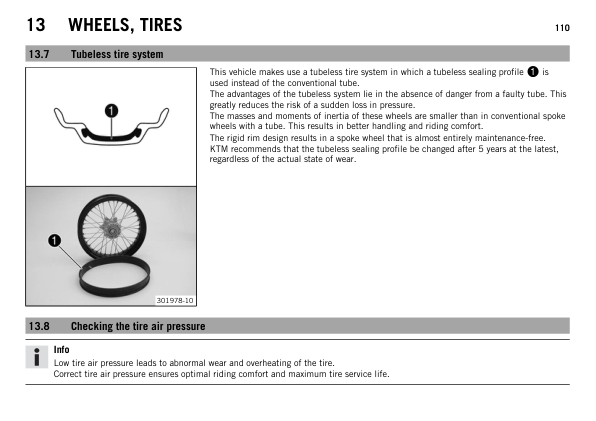 13 WHEELS, TIRES
110
13.7 Tubeless tire system
1
1
301978-10
This vehicle makes use a tubeless tire system in which a tubeless sealing profile 1 is
used instead of the conventional tube.
The advantages of the tubeless system lie in the absence of danger from a faulty tube. This
greatly reduces the risk of a sudden loss in pressure.
The masses and moments of inertia of these wheels are smaller than in conventional spoke
wheels with a tube. This results in better handling and riding comfort.
The rigid rim design results in a spoke wheel that is almost entirely maintenance-free.
KTM recommends that the tubeless sealing profile be changed after 5 years at the latest,
regardless of the actual state of wear.
13.8 Checking the tire air pressure
i
Info
Low tire air pressure leads to abnormal wear and overheating of the tire.
Correct tire air pressure ensures optimal riding comfort and maximum tire service life.